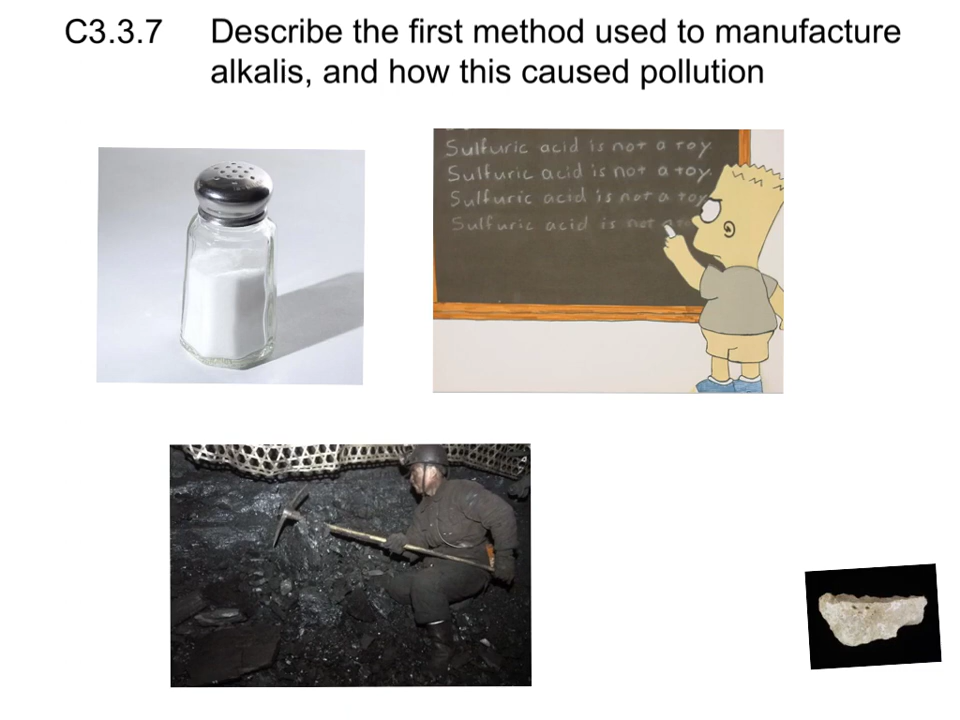 C3.3.7 Describe the first method used to manufacture
alkalis, and how this caused pollution
Sulfuric acid is not a toy
Sulfuric acid is not a toy.
Sulfuric acid is not a toy
Sulfuric acid is not a